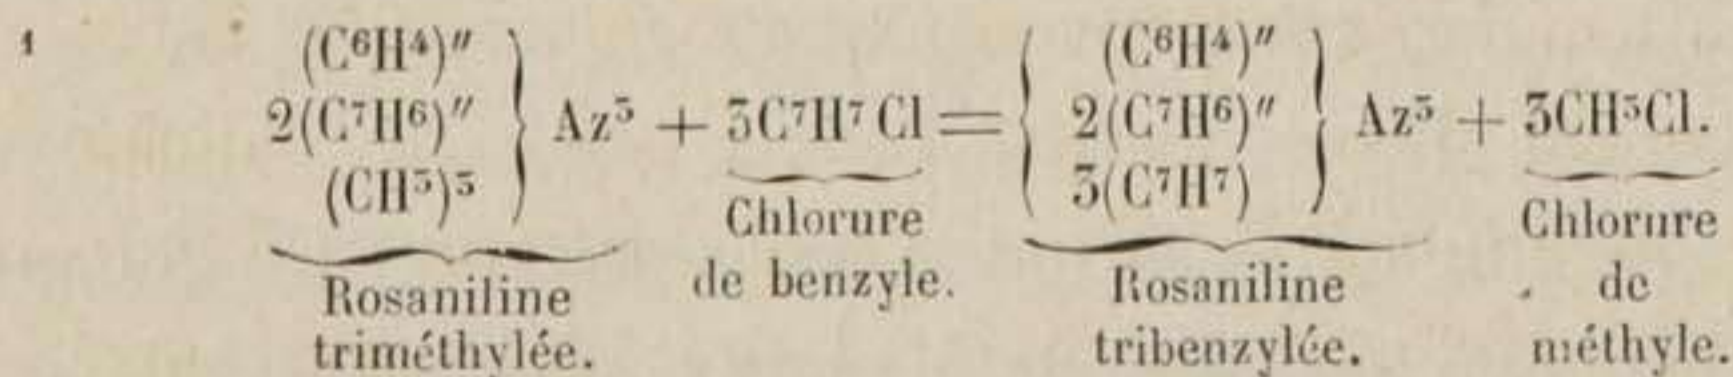 1
(C⁶H⁴)″
2(C⁷H⁶)″
(CH³)³
} Az³ + 3C⁷H⁷Cl = {
(C⁶H⁴)″
2(C⁷H⁶)″
3(C⁷H⁷)
} Az³ + 3CH³Cl.
Rosaniline
triméthylée.
Chlorure
de benzyle.
Rosaniline
tribenzylée.
Chlorure
de
méthyle.